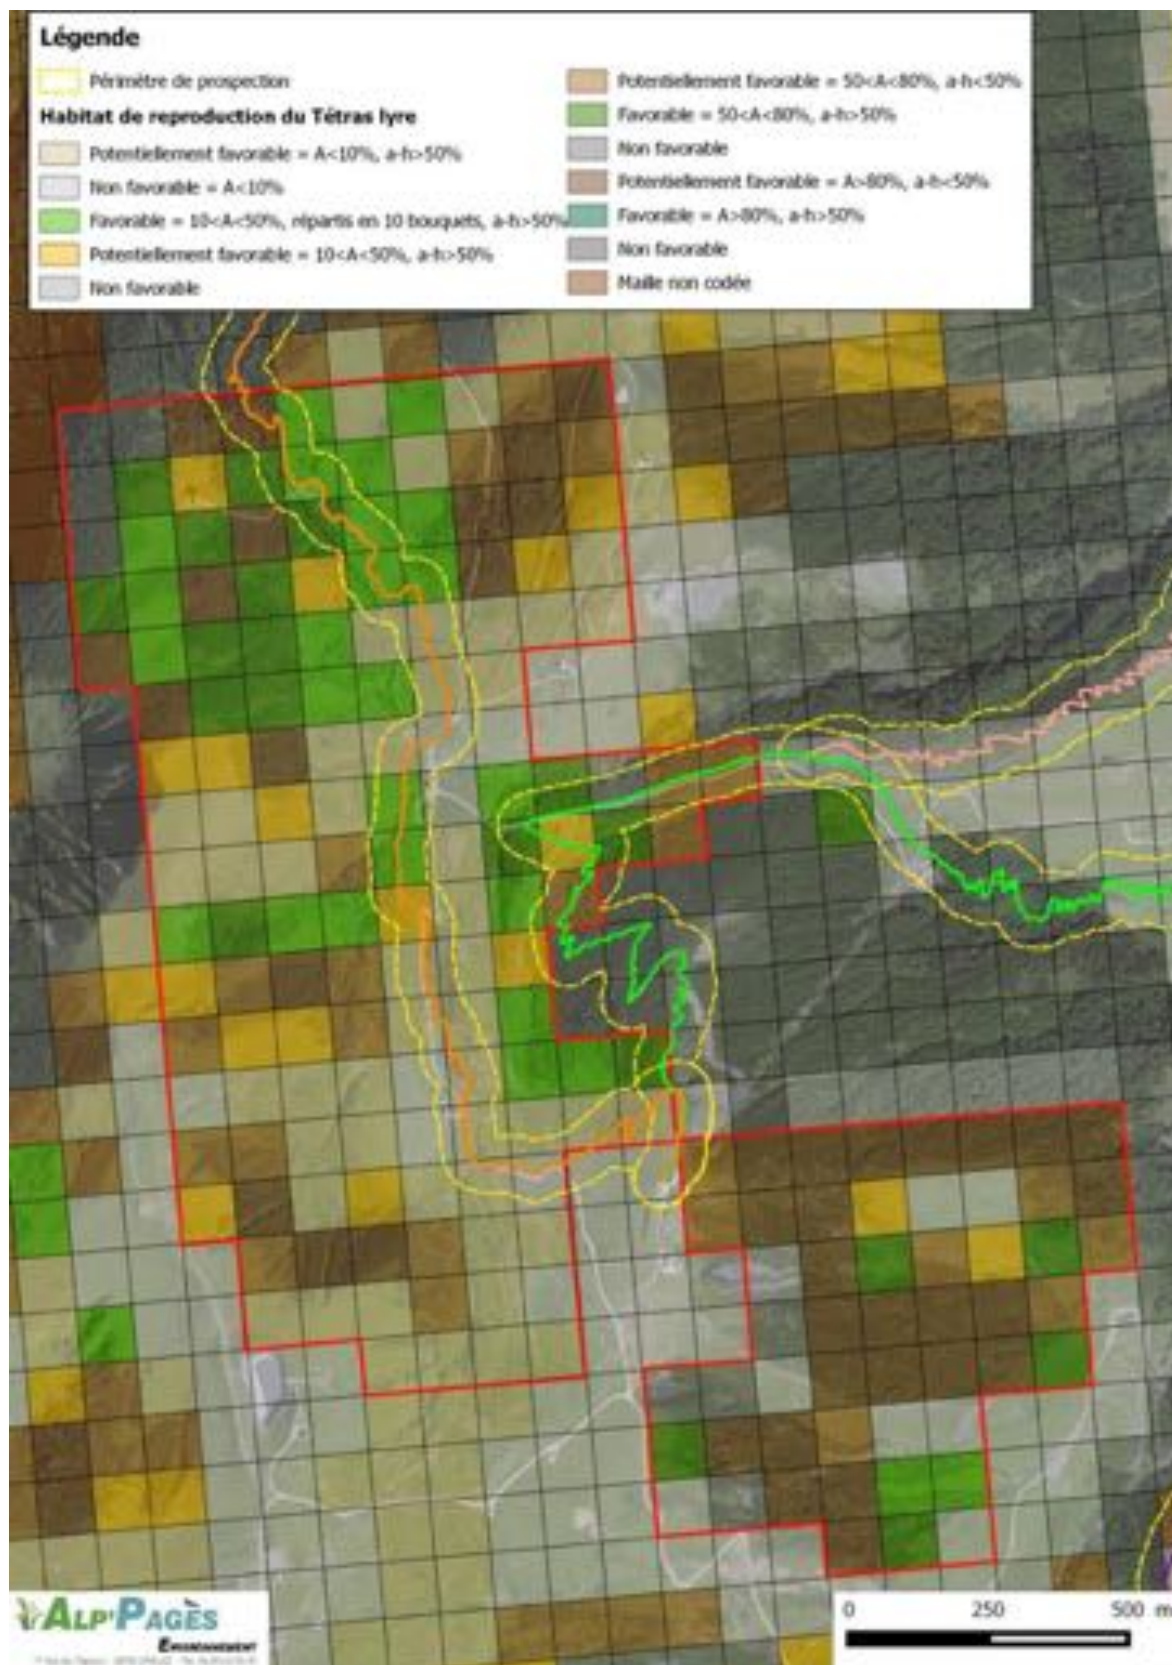 Légende
Périmètre de prospection
Habitat de reproduction du Tétras lyre
Potentiellement favorable = A<10%, a-h>50%
Non favorable = A<10%
Favorable = 10<A<50%, répartis en 10 bouquets, a-h>50%
Potentiellement favorable = 10<A<50%, a-h>50%
Non favorable
Potentiellement favorable = 50<A<80%, a-h<50%
Favorable = 50<A<80%, a-h>50%
Non favorable
Potentiellement favorable = A>80%, a-h<50%
Favorable = A>80%, a-h>50%
Non favorable
Maille non codée
ALP'PAGÈS
ENVIRONNEMENT
0 250 500 m